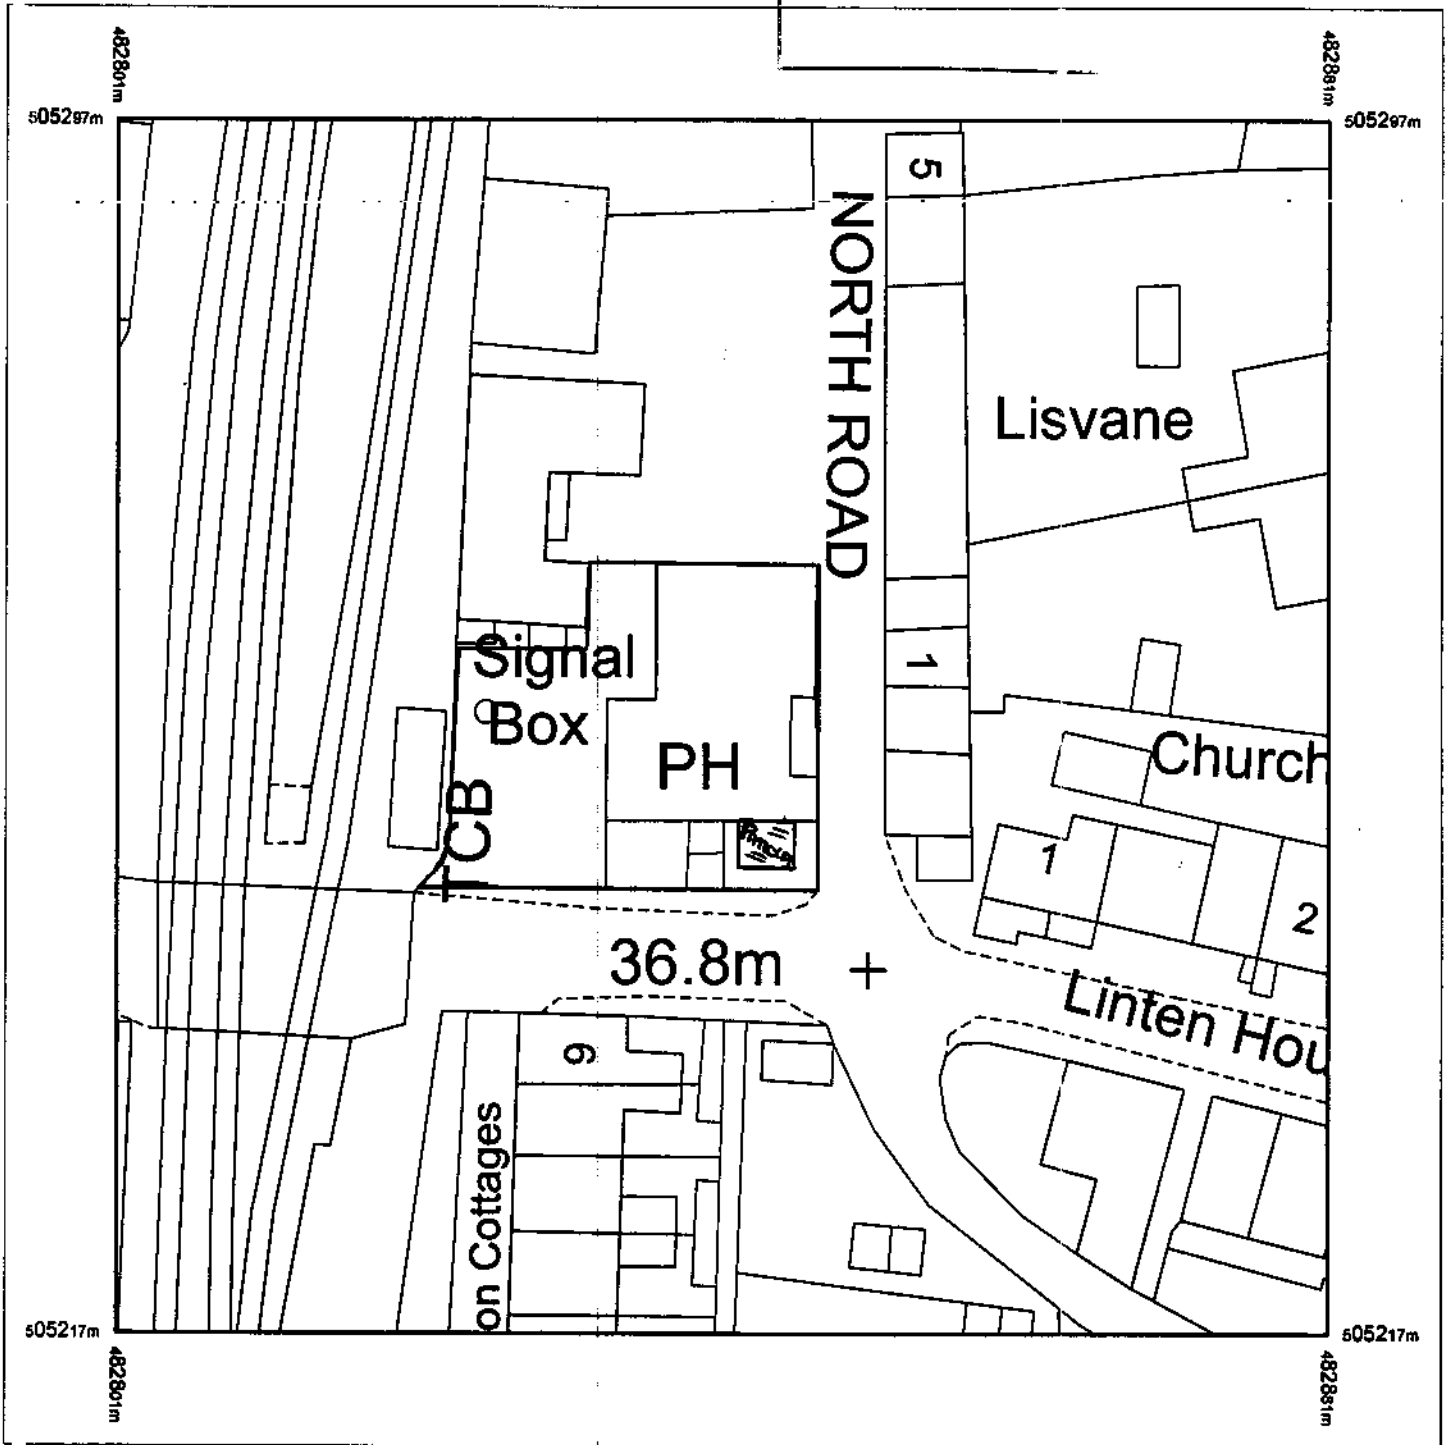 482801m
482881m
505297m
505297m
5
NORTH ROAD
Lisvane
Signal
Box
1
PH
Church
TCB
1
2
36.8m
Linten Hou
9
on Cottages
505217m
505217m
482801m
482881m